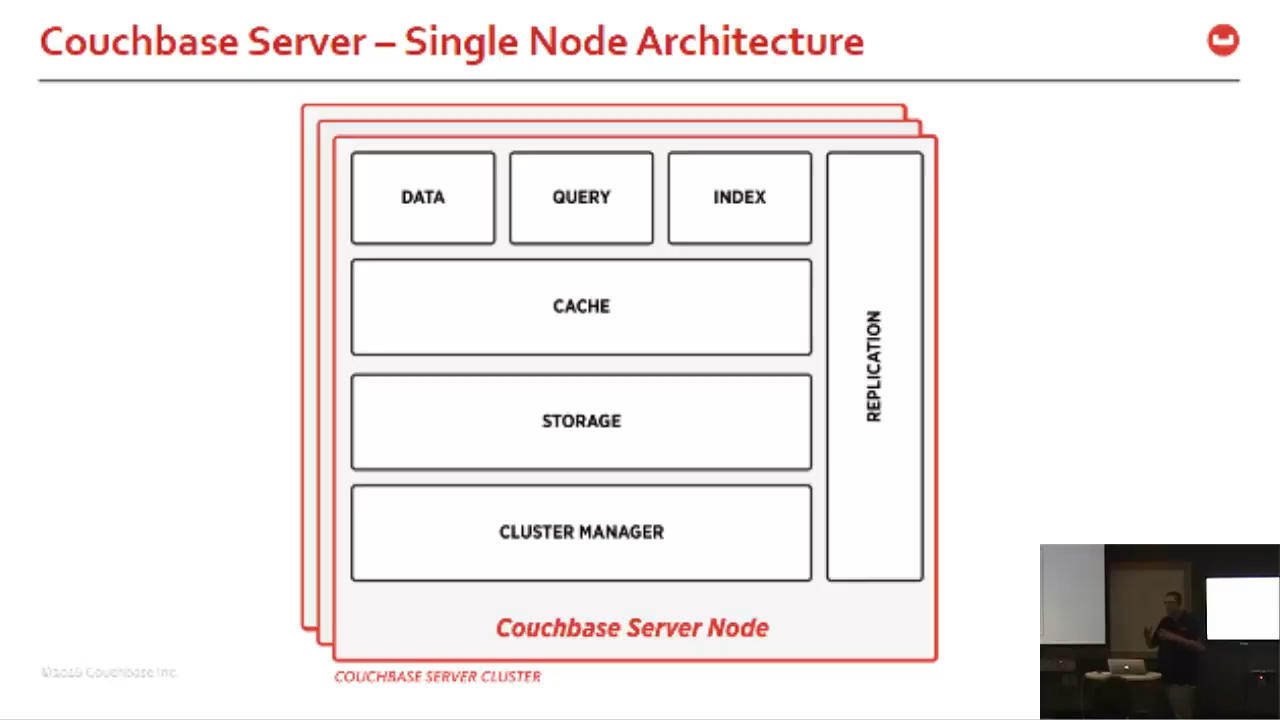 Couchbase Server – Single Node Architecture
DATA
QUERY
INDEX
CACHE
STORAGE
CLUSTER MANAGER
REPLICATION
Couchbase Server Node
COUCHBASE SERVER CLUSTER
Couchbase Inc.